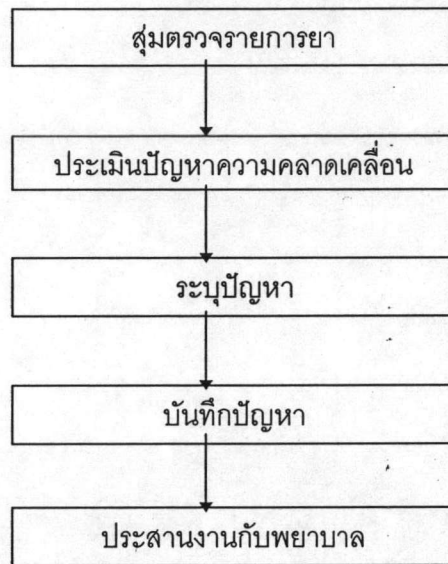 สุ่มตรวจรายการยา
ประเมินปัญหาความคลาดเคลื่อน
ระบุปัญหา
บันทึกปัญหา
ประสานงานกับพยาบาล